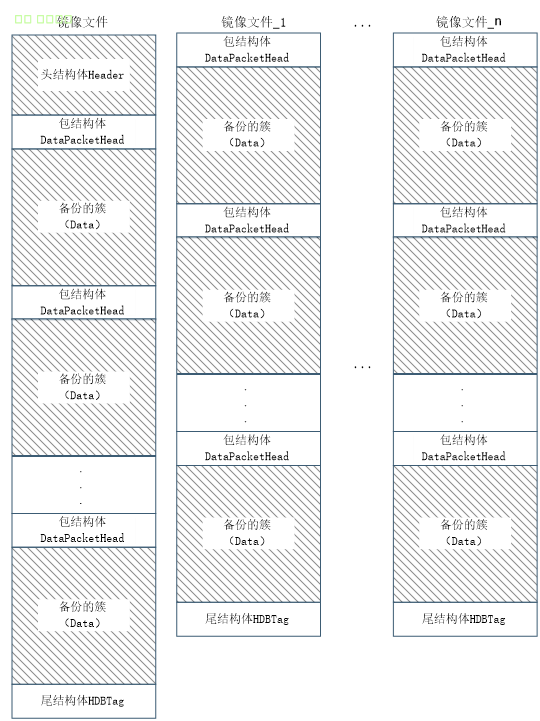 镜像文件
头结构体Header
包结构体
DataPacketHead
备份的簇
（Data）
包结构体
DataPacketHead
备份的簇
（Data）
.
.
.
包结构体
DataPacketHead
备份的簇
（Data）
尾结构体HDBTag
镜像文件_1
包结构体
DataPacketHead
备份的簇
（Data）
包结构体
DataPacketHead
备份的簇
（Data）
.
.
.
包结构体
DataPacketHead
备份的簇
（Data）
尾结构体HDBTag
...
...
镜像文件_n
包结构体
DataPacketHead
备份的簇
（Data）
包结构体
DataPacketHead
备份的簇
（Data）
.
.
.
包结构体
DataPacketHead
备份的簇
（Data）
尾结构体HDBTag